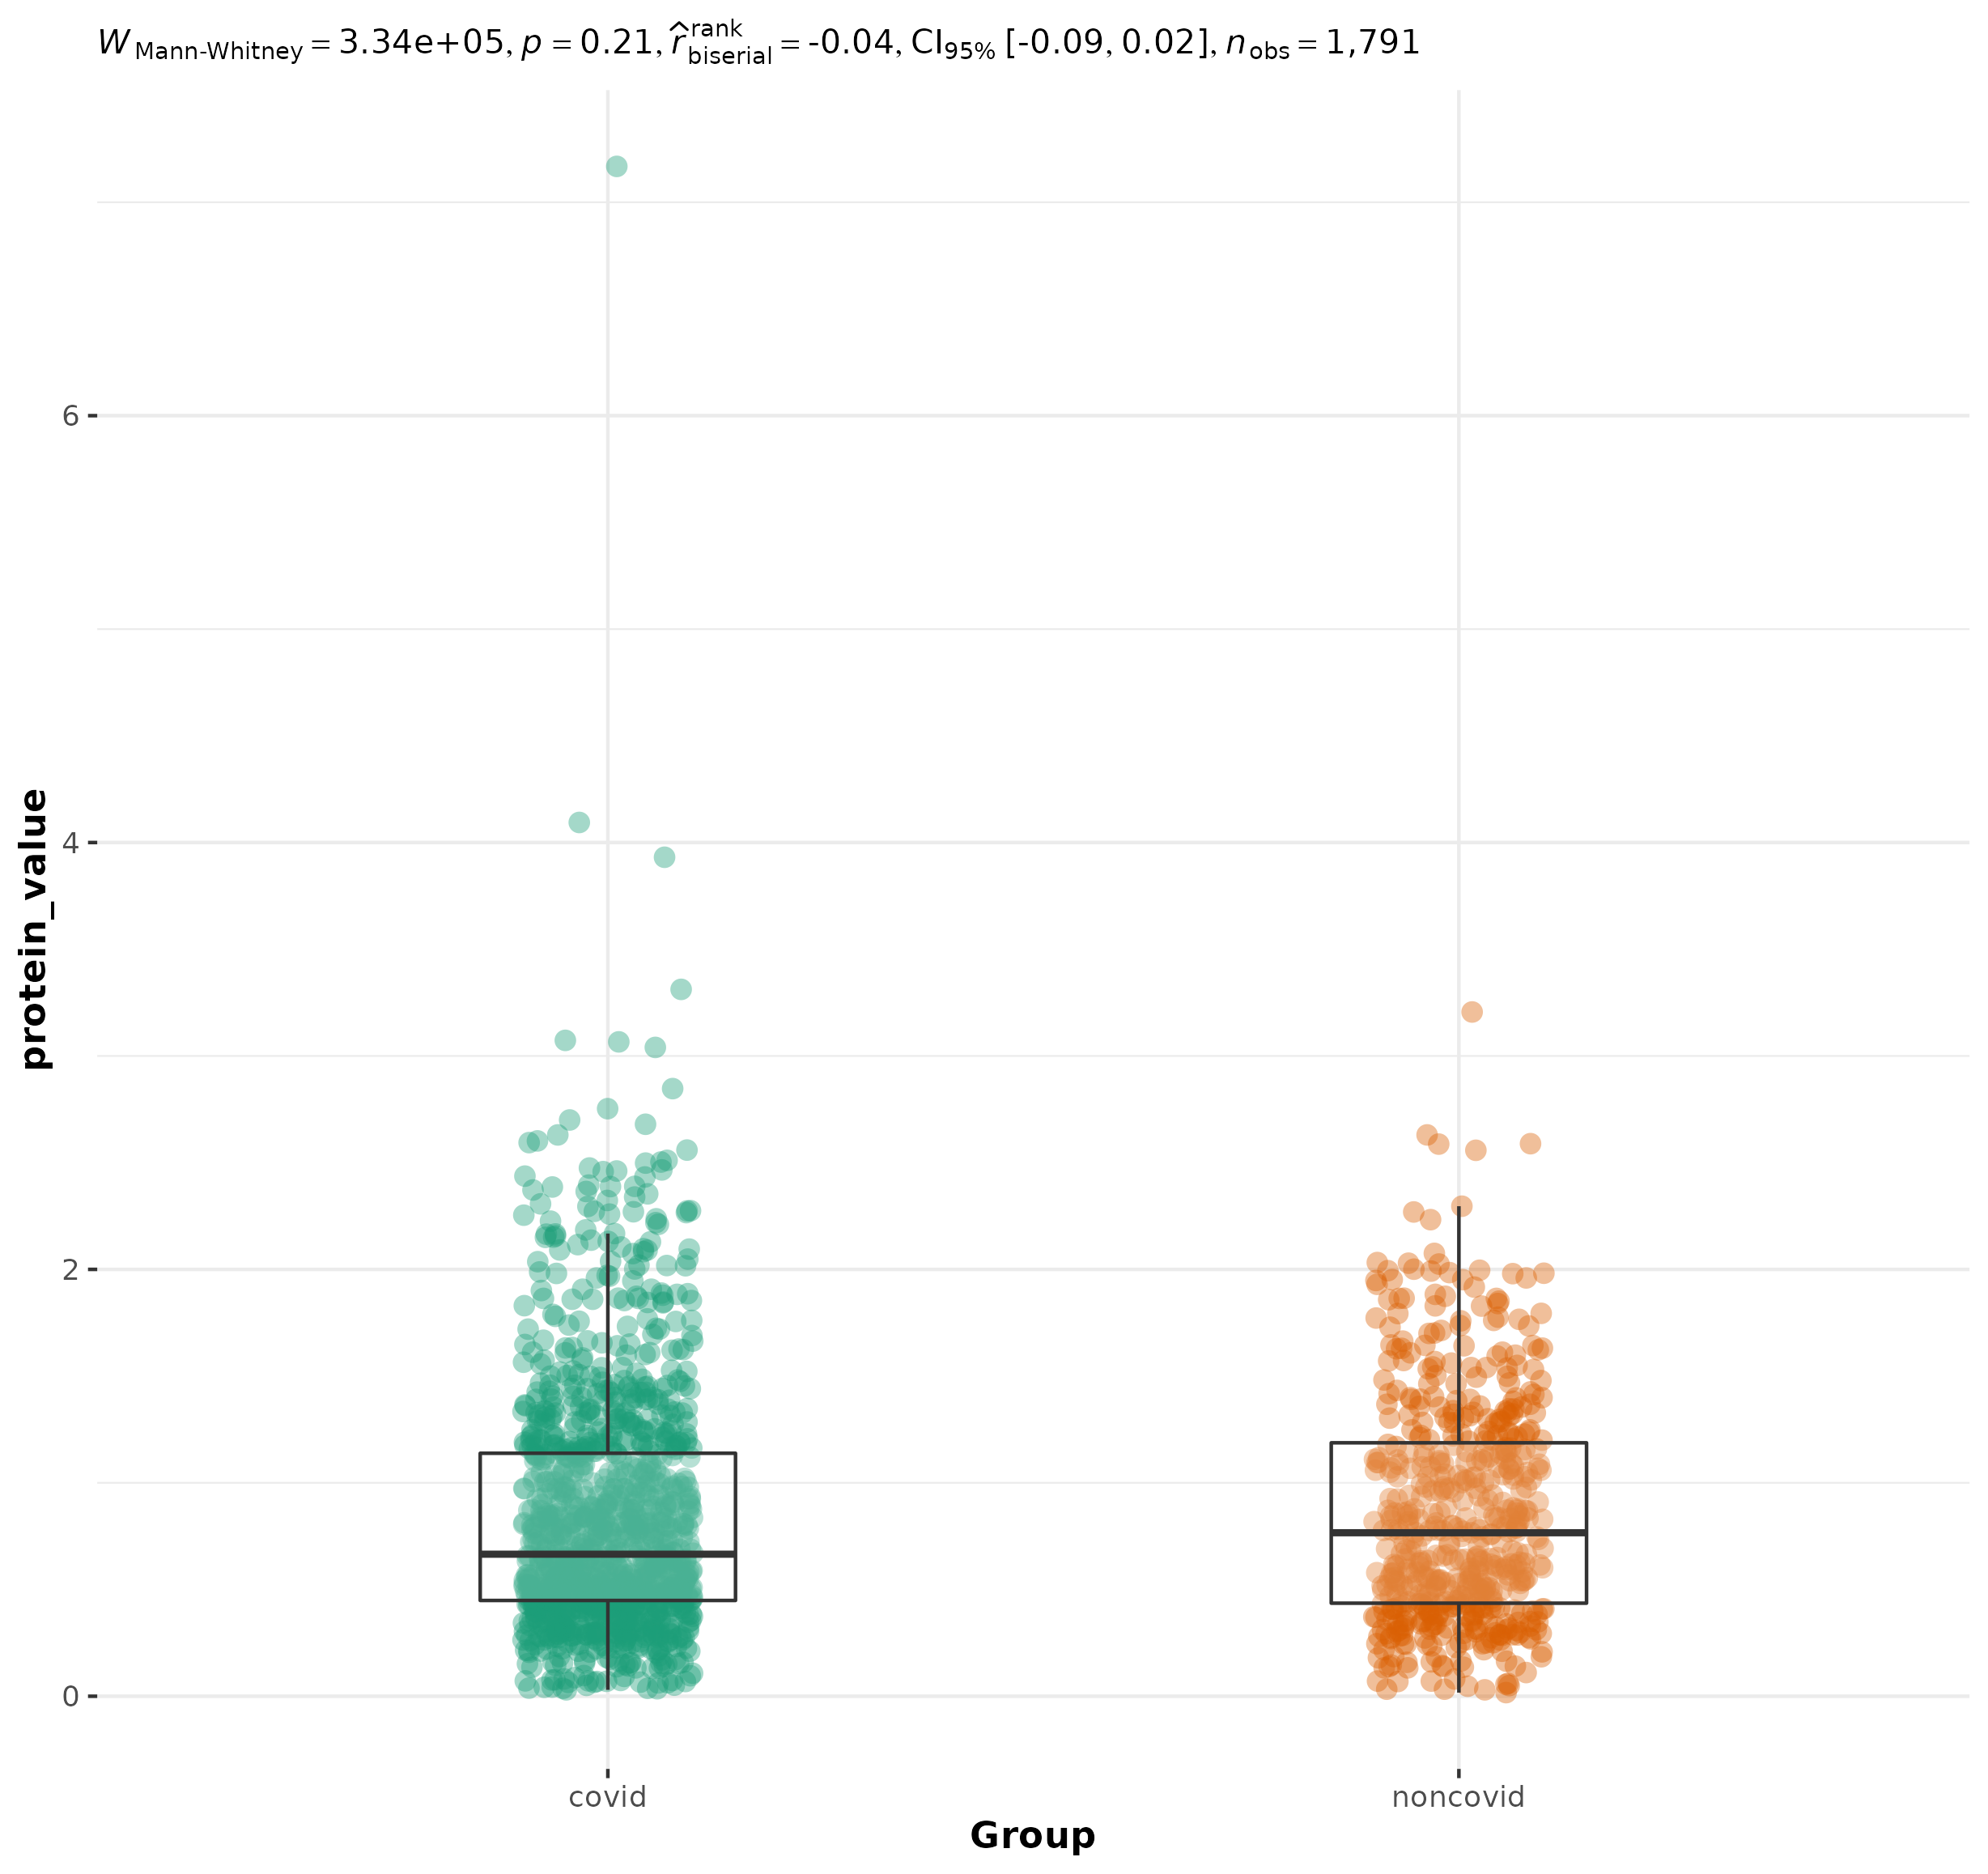 W Mann-Whitney = 3.34e+05, p = 0.21, r̂ rank biserial = -0.04, CI95% [-0.09, 0.02], nobs = 1,791
6
4
2
0
protein_value
covid noncovid
Group